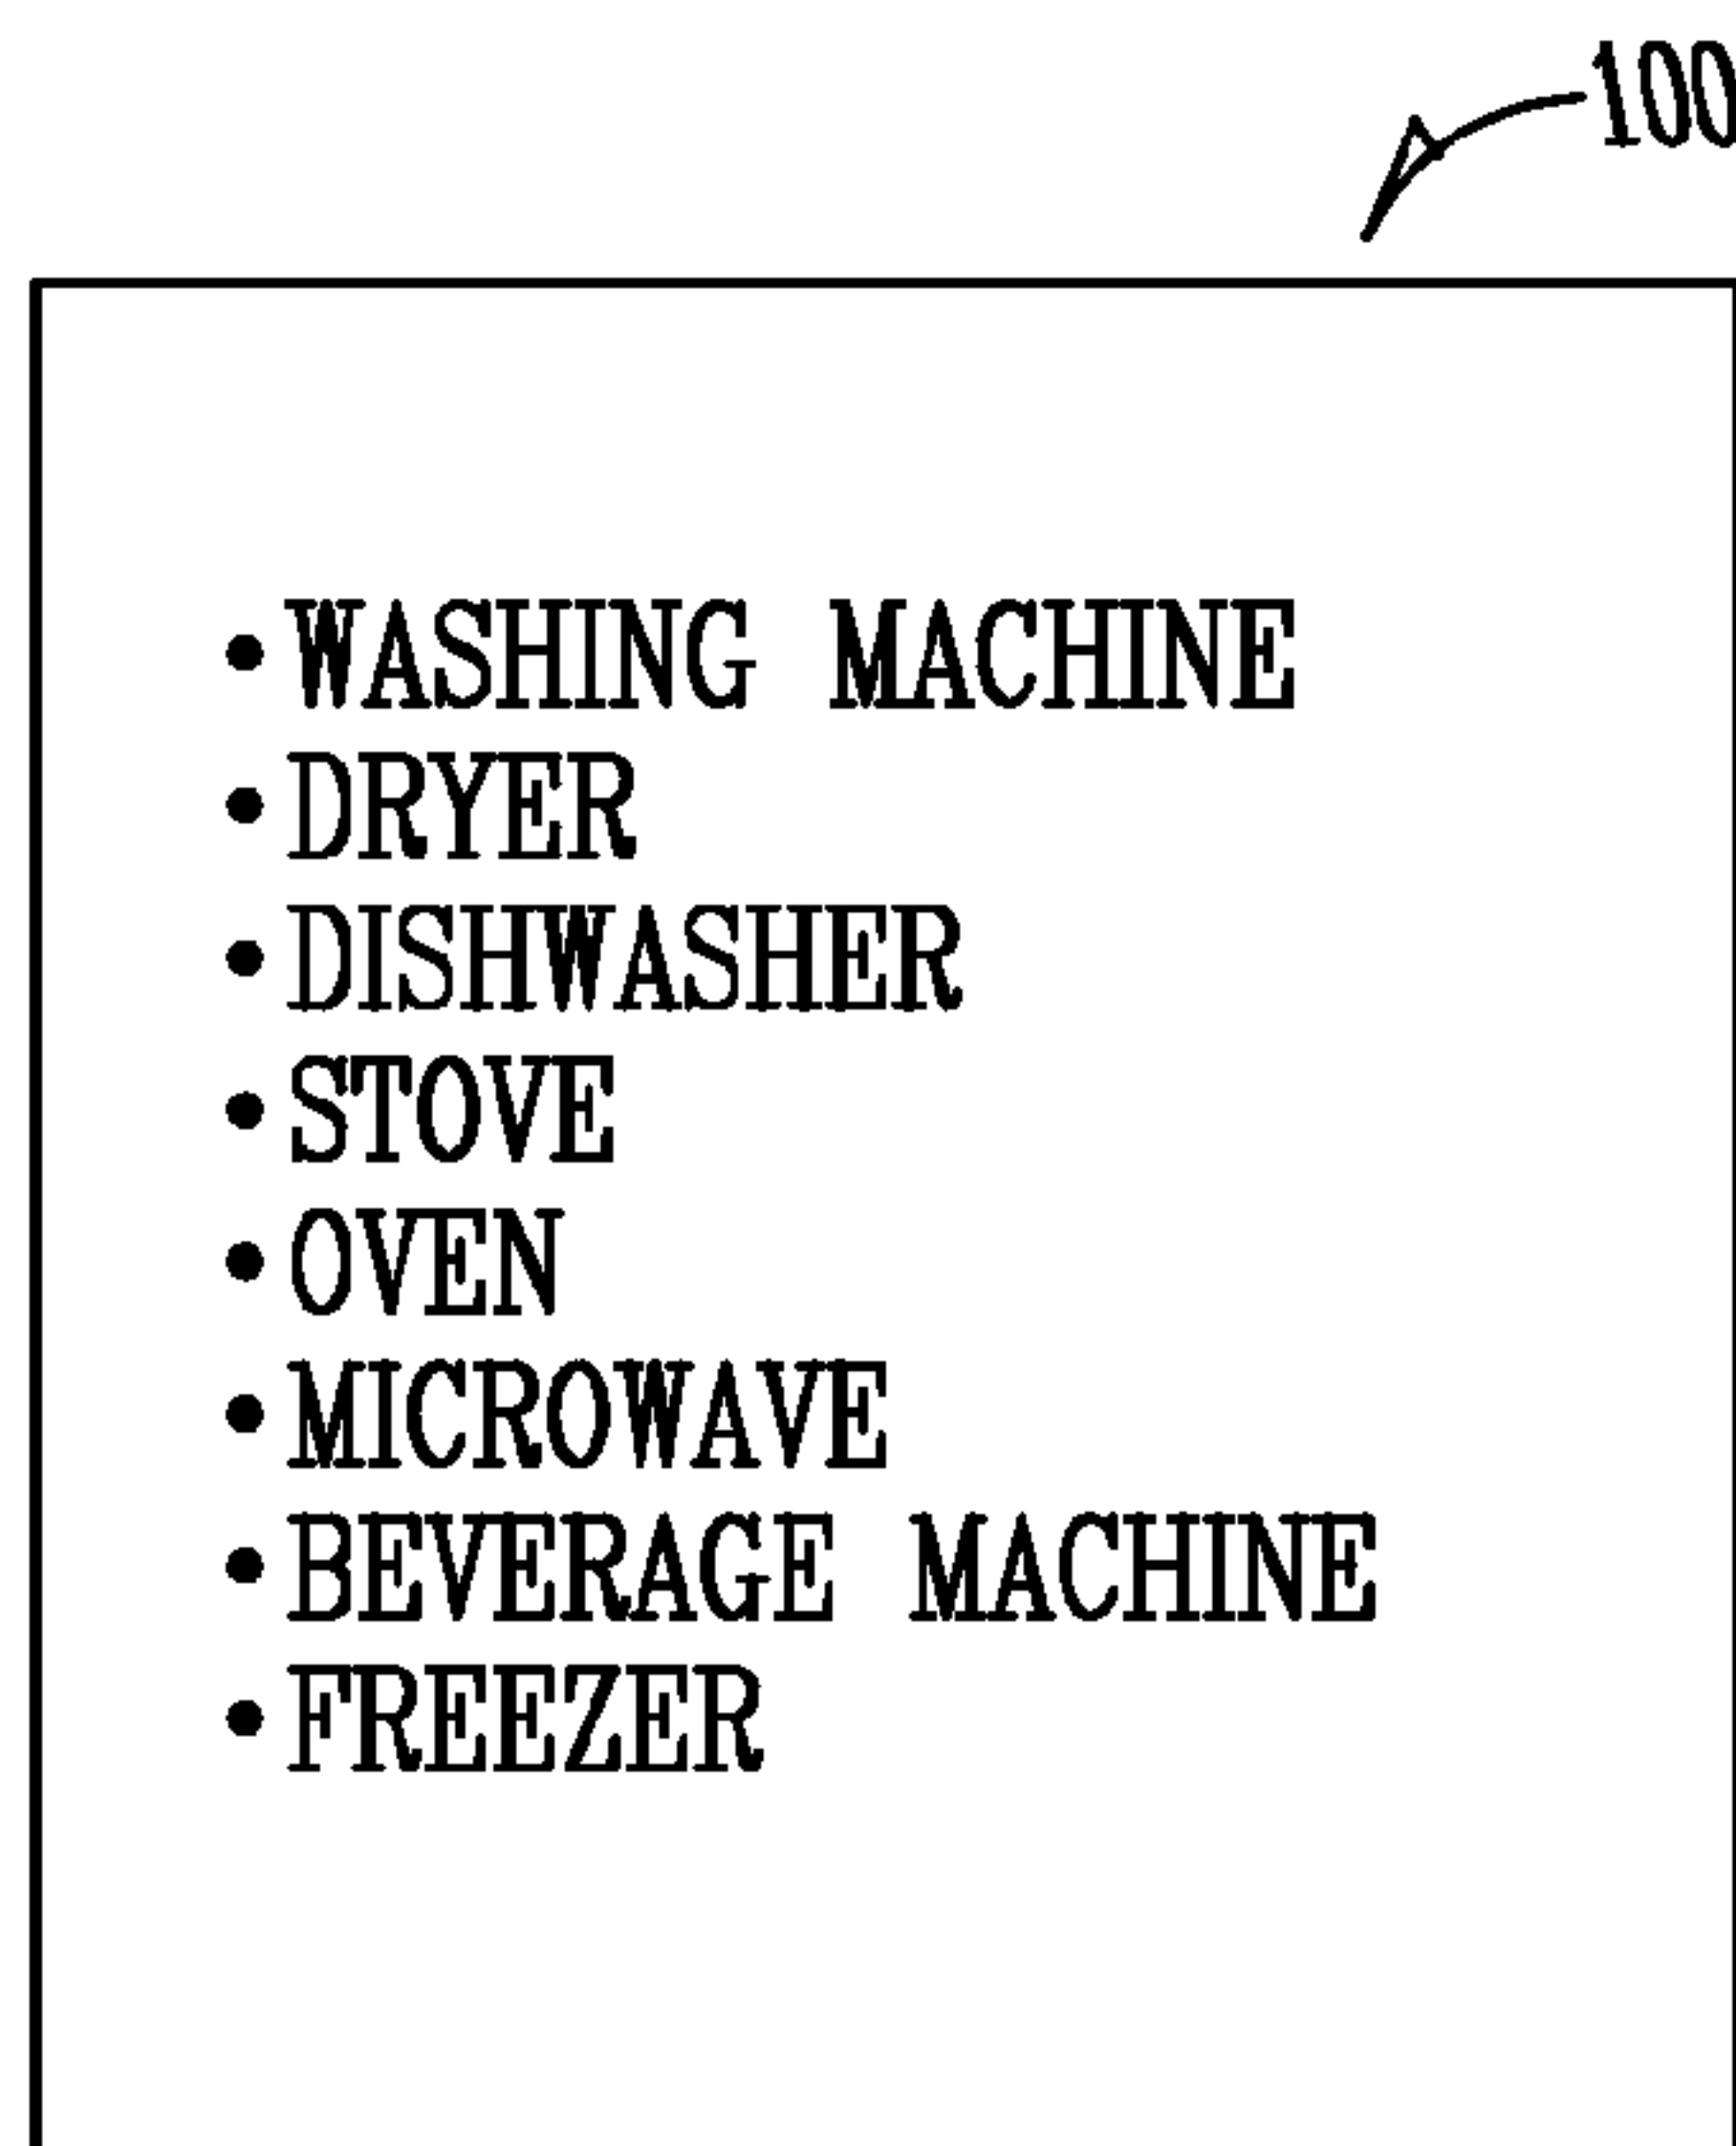 100
• WASHING MACHINE
• DRYER
• DISHWASHER
• STOVE
• OVEN
• MICROWAVE
• BEVERAGE MACHINE
• FREEZER